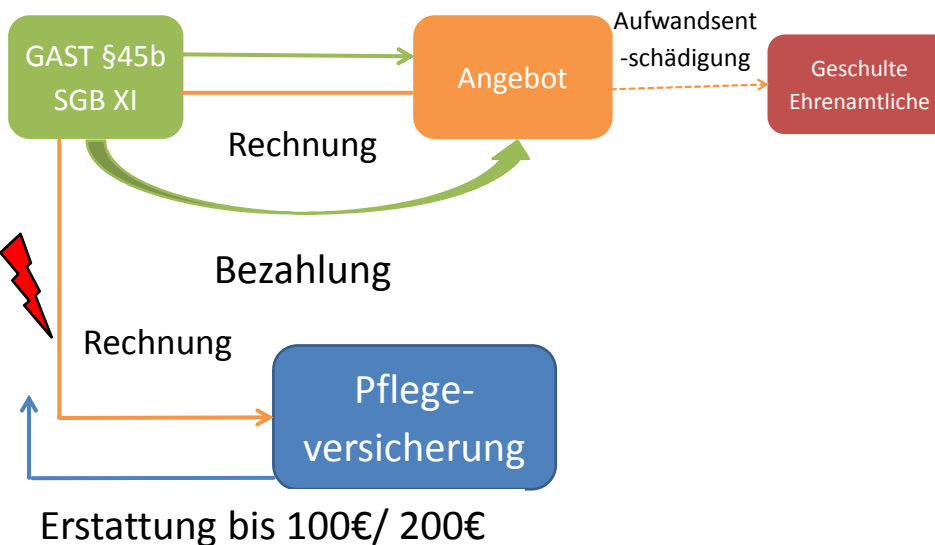 GAST §45b
SGB XI
Angebot
Aufwandsent
-schädigung
Geschulte
Ehrenamtliche
Rechnung
Bezahlung
Rechnung
Pflege-
versicherung
Erstattung bis 100€/ 200€